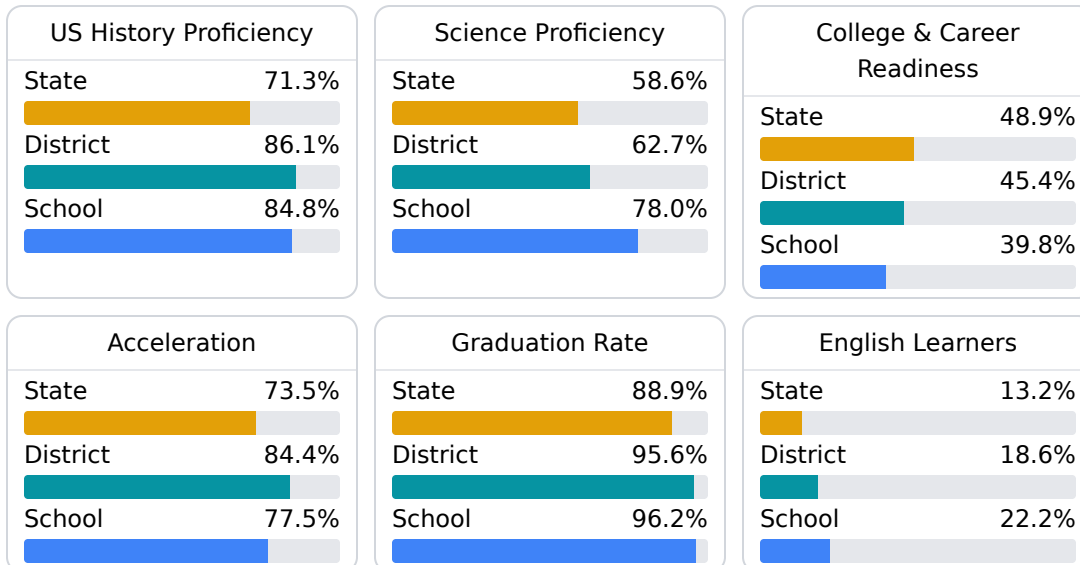 US History Proficiency
State 71.3%
District 86.1%
School 84.8%
Science Proficiency
State 58.6%
District 62.7%
School 78.0%
College & Career
Readiness
State 48.9%
District 45.4%
School 39.8%
Acceleration
State 73.5%
District 84.4%
School 77.5%
Graduation Rate
State 88.9%
District 95.6%
School 96.2%
English Learners
State 13.2%
District 18.6%
School 22.2%